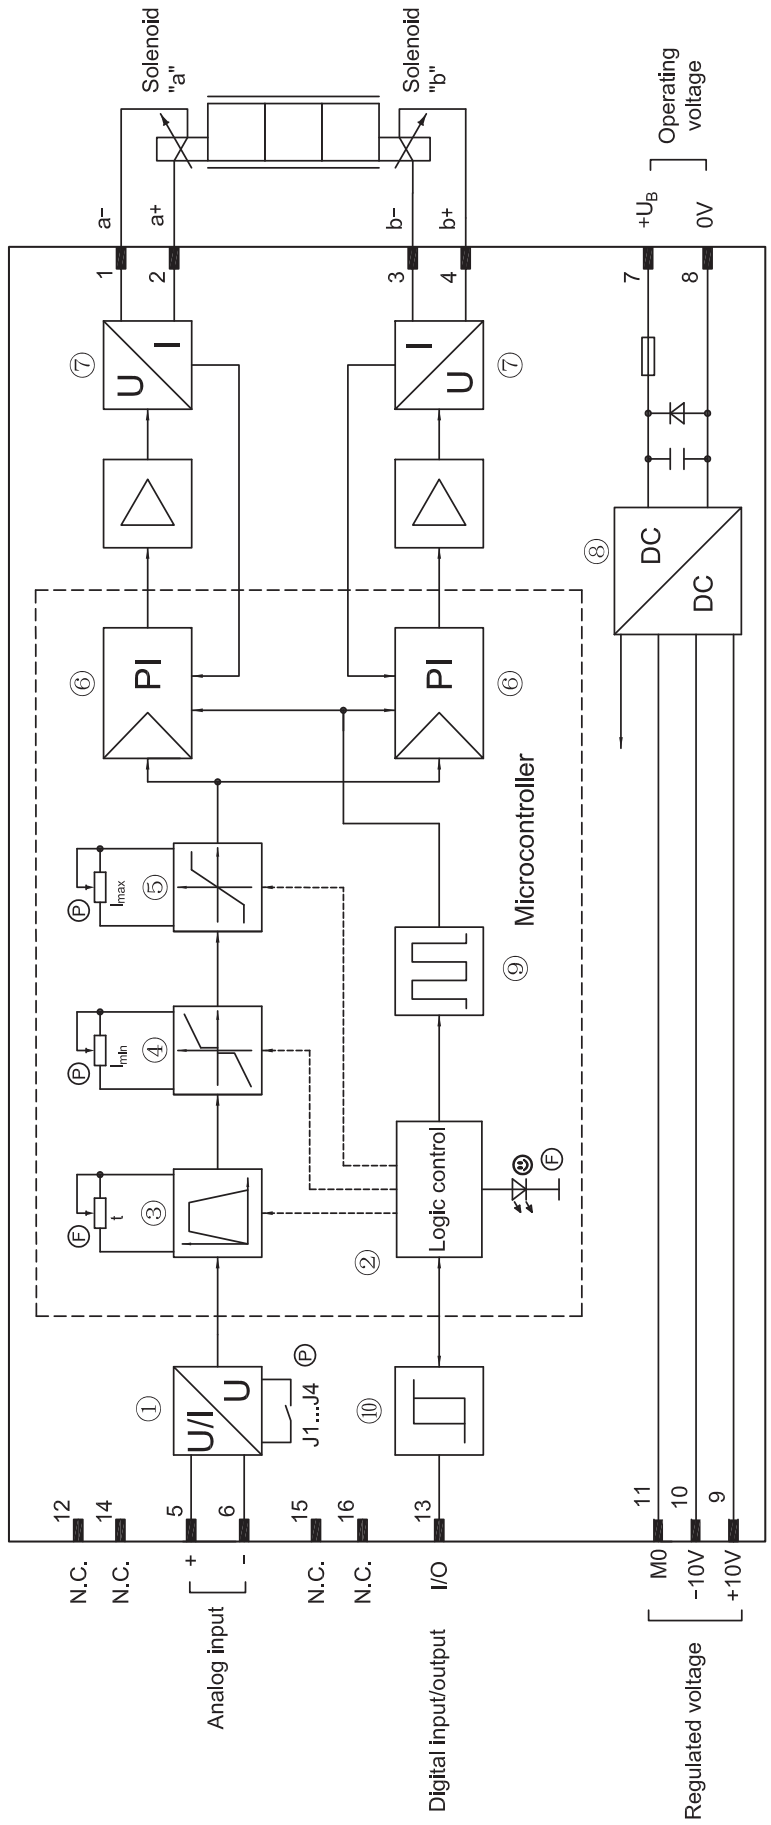 N.C.
12
N.C.
14
Analog input
+
5
-
6
N.C.
15
N.C.
16
Digital input/output
I/O
13
Regulated voltage
M0
11
-10V
10
+10V
9
①
U/I
U
J1...J4
P
⑩
F
t
③
②
Logic control
F
P
Imin
④
P
Imax
⑤
⑨
Microcontroller
⑥
PI
PI
⑥
⑦
U
I
U
I
⑦
⑧
DC
DC
1
a-
2
a+
3
b-
4
b+
7
+UB
8
0V
Solenoid
"a"
Solenoid
"b"
Operating
voltage